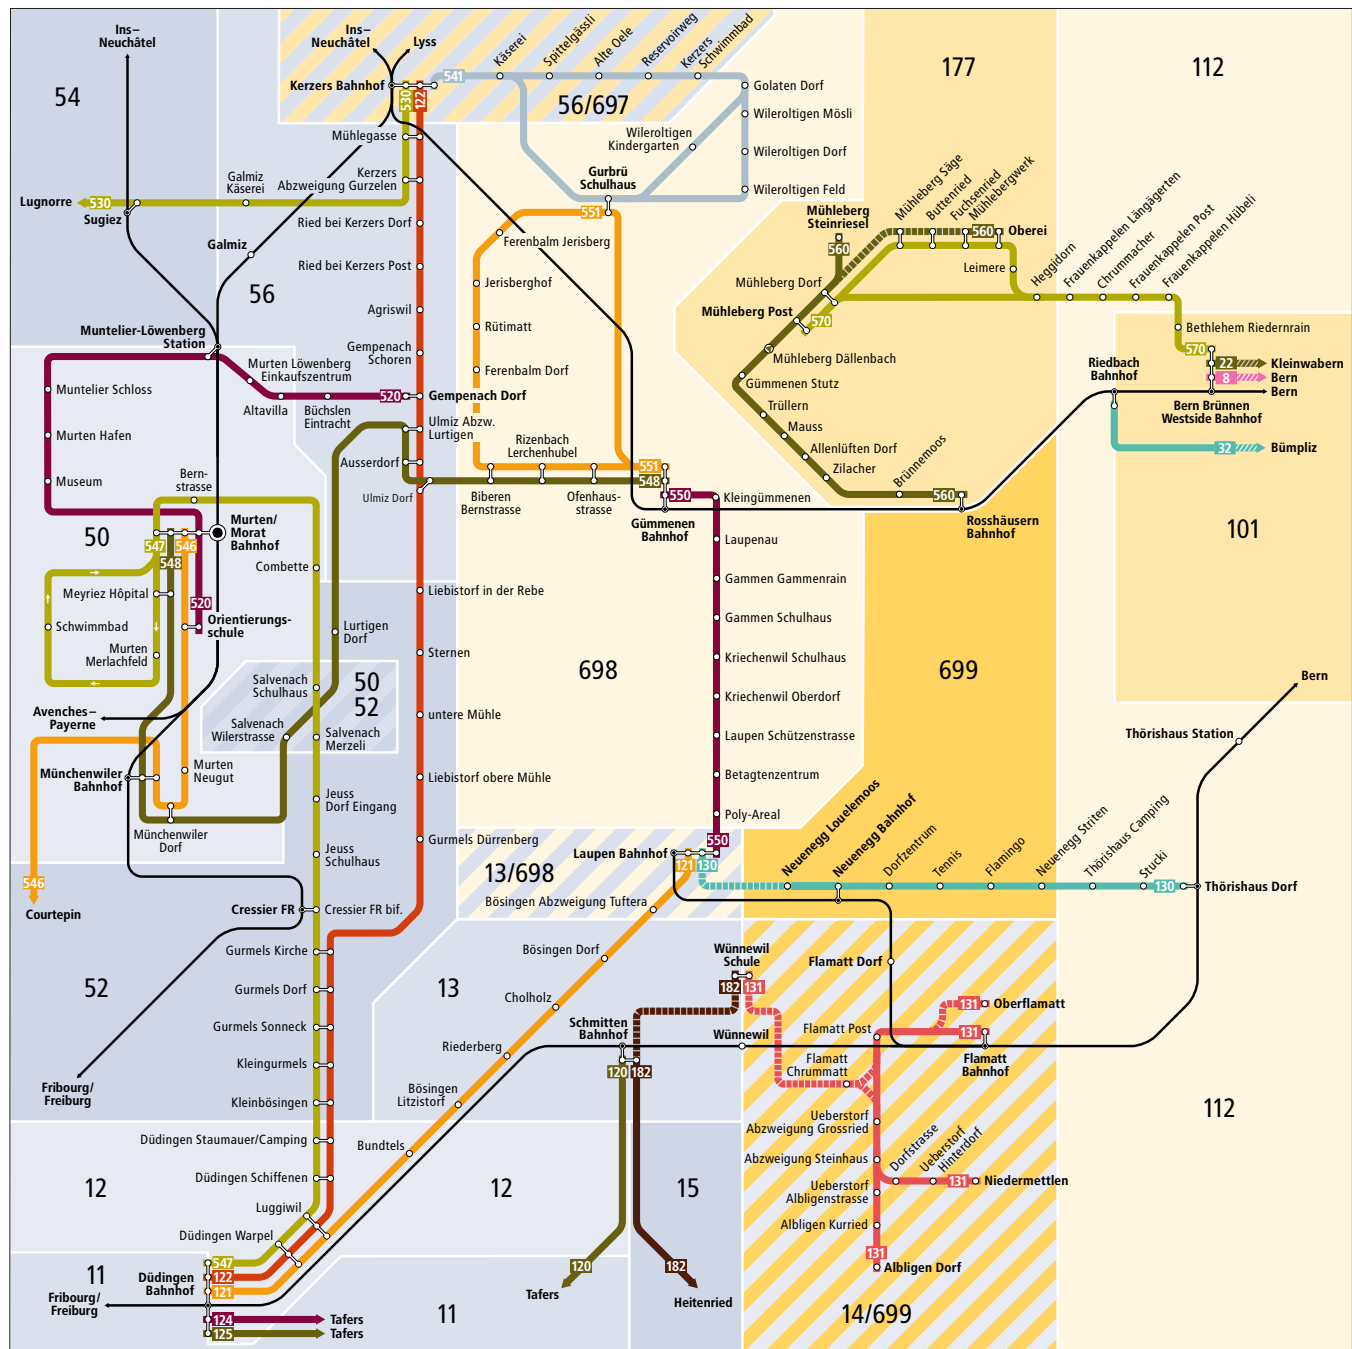 Ins–
Neuchâtel
54
Ins–
Neuchâtel
Lyss
Kerzers Bahnhof
541
530
122
Käserei
Spittelgässli
Alte Oele
Reservoirweg
Kerzers
Schwimmbad
56/697
177
112
Golaten Dorf
Wileroltigen Mösli
Wileroltigen
Kindergarten
Wileroltigen Dorf
Wileroltigen Feld
Gurbrü
Schulhaus
Mühlegasse
Kerzers
Abzweigung Gurzelen
Galmiz
Käserei
Lugnorre
530
Sugiez
Galmiz
56
Ried bei Kerzers Dorf
Ried bei Kerzers Post
Agriswil
Gempenach
Schoren
551
Ferenbalm Jerisberg
Jerisberghof
Rütimatt
Ferenbalm Dorf
Mühleberg
Steinriesel
560
Mühleberg Säge
Buttenried
Fuchsenried
Mühlebergwerk
560
Oberei
Leimere
Heggidorn
Frauenkappelen Längägerten
Chrummacher
Frauenkappelen Post
Frauenkappelen Hübeli
Mühleberg Dorf
Mühleberg Post
570
Mühleberg Dällenbach
Gümmenen Stutz
Trüllern
Mauss
Allenlüften Dorf
Zilacher
Brünnemoos
560
Rosshäusern
Bahnhof
Bethlehem Riedernrain
570
Riedbach
Bahnhof
22
Kleinwabern
8
Bern
Bern
Bern Brünnen
Westside Bahnhof
32
Bümpliz
101
Muntelier-Löwenberg
Station
Murten Löwenberg
Einkaufszentrum
Muntelier Schloss
Altavilla
Büchslen
Eintracht
520
Gempenach Dorf
Murten Hafen
Museum
Ulmiz Abzw.
Lurtigen
Ausserdorf
Ulmiz Dorf
Rizenbach
Lerchenhubel
551
548
Biberen
Bernstrasse
Ofenhaus-
strasse
550
Kleingümmenen
Gümmenen
Bahnhof
Bern-
strasse
50
Murten/
Morat
Bahnhof
547
546
548
Combette
Meyriez Hôpital
520
Schwimmbad
Orientierungs-
schule
Murten
Merlachfeld
Laupenau
Gammen Gammenrain
Gammen Schulhaus
Kriechenwil Schulhaus
Kriechenwil Oberdorf
Laupen Schützenstrasse
Betagtenzentrum
Poly-Areal
550
Liebistorf in der Rebe
Lurtigen
Dorf
Sternen
698
699
Salvenach
Schulhaus
50
52
Salvenach
Wilerstrasse
Salvenach
Merzeli
untere Mühle
Avenches–
Payerne
Münchenwiler
Bahnhof
Murten
Neugut
Liebistorf obere Mühle
Jeuss
Dorf Eingang
Münchenwiler
Dorf
Jeuss
Schulhaus
Gurmels Dürrenberg
546
Courtepin
Cressier FR
Cressier FR bif.
Laupen Bahnhof
121
130
13/698
Bösingen Abzweigung Tuftera
Neuenegg Louelemoos
Neuenegg Bahnhof
Dorfzentrum
Tennis
Flamingo
Neuenegg Striten
Thörishaus Camping
Stucki
130
Thörishaus Dorf
Thörishaus Station
Bern
Gurmels Kirche
Gurmels Dorf
Gurmels Sonneck
Kleingurmels
Kleinbösingen
Düdingen Staumauer/Camping
Düdingen Schiffenen
Luggiwil
Düdingen Warpel
52
Fribourg/
Freiburg
13
Bösingen Dorf
Cholholz
Riederberg
Bösingen
Litzistorf
Bundtels
Wünnewil
Schule
182
131
Schmitten
Bahnhof
120
182
Wünnewil
Flamatt Dorf
Flamatt Post
131
Oberflamatt
131
Flamatt
Bahnhof
Flamatt
Chrummatt
Ueberstorf
Abzweigung Grossried
Abzweigung Steinhaus
Dorfstrasse
Ueberstorf
Hinterdorf
131
Niedermettlen
Ueberstorf
Albligenstrasse
Albligen Kurried
131
Albligen Dorf
112
12
12
15
11
547
122
121
Düdingen
Bahnhof
Fribourg/
Freiburg
124
Tafers
125
Tafers
11
120
Tafers
182
Heitenried
14/699